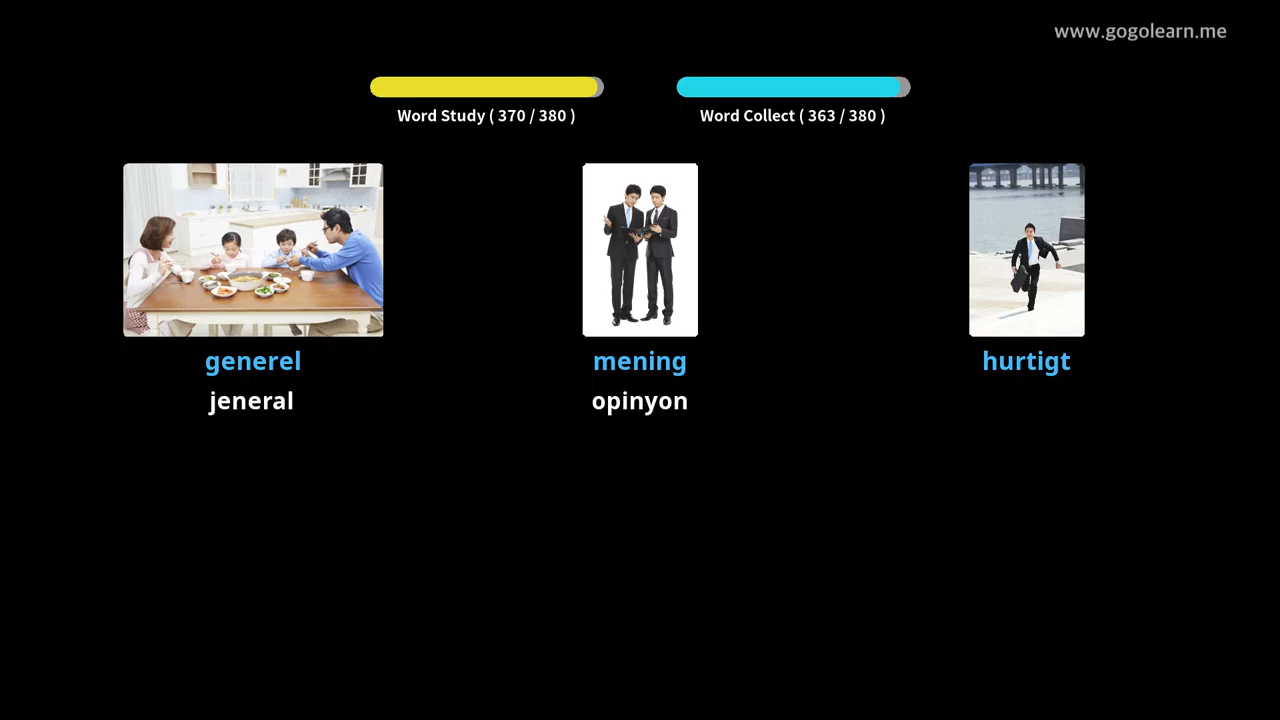 www.gogolearn.me
Word Study ( 370 / 380 )
Word Collect ( 363 / 380 )
generel
mening
hurtigt
jeneral
opinyon